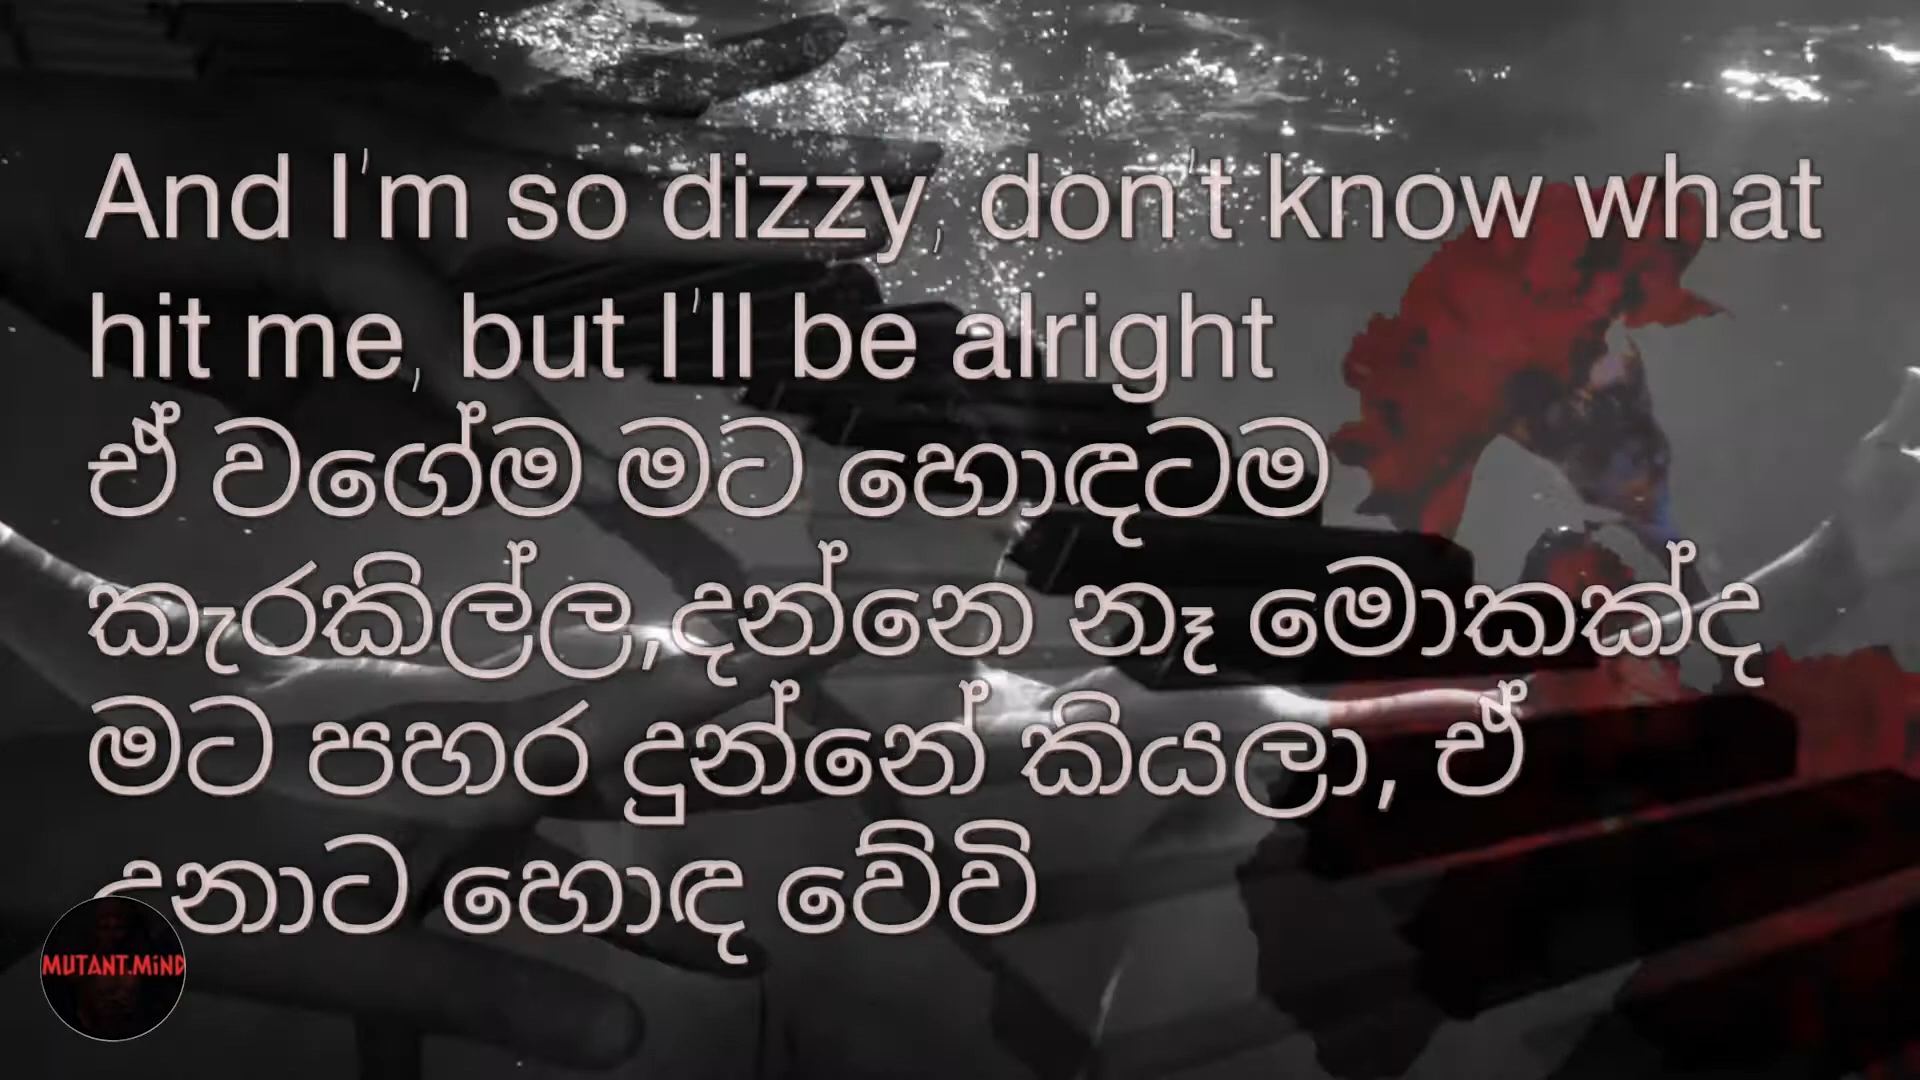 And I'm so dizzy, don't know what
hit me, but I'll be alright
ඒ වගේම මට හොඳටම
කැරකිල්ල,දන්නෙ නෑ මොකක්ද
මට පහර දුන්නේ කියලා, ඒ
උනාට හොඳ වේවි
MUTANT.MiND